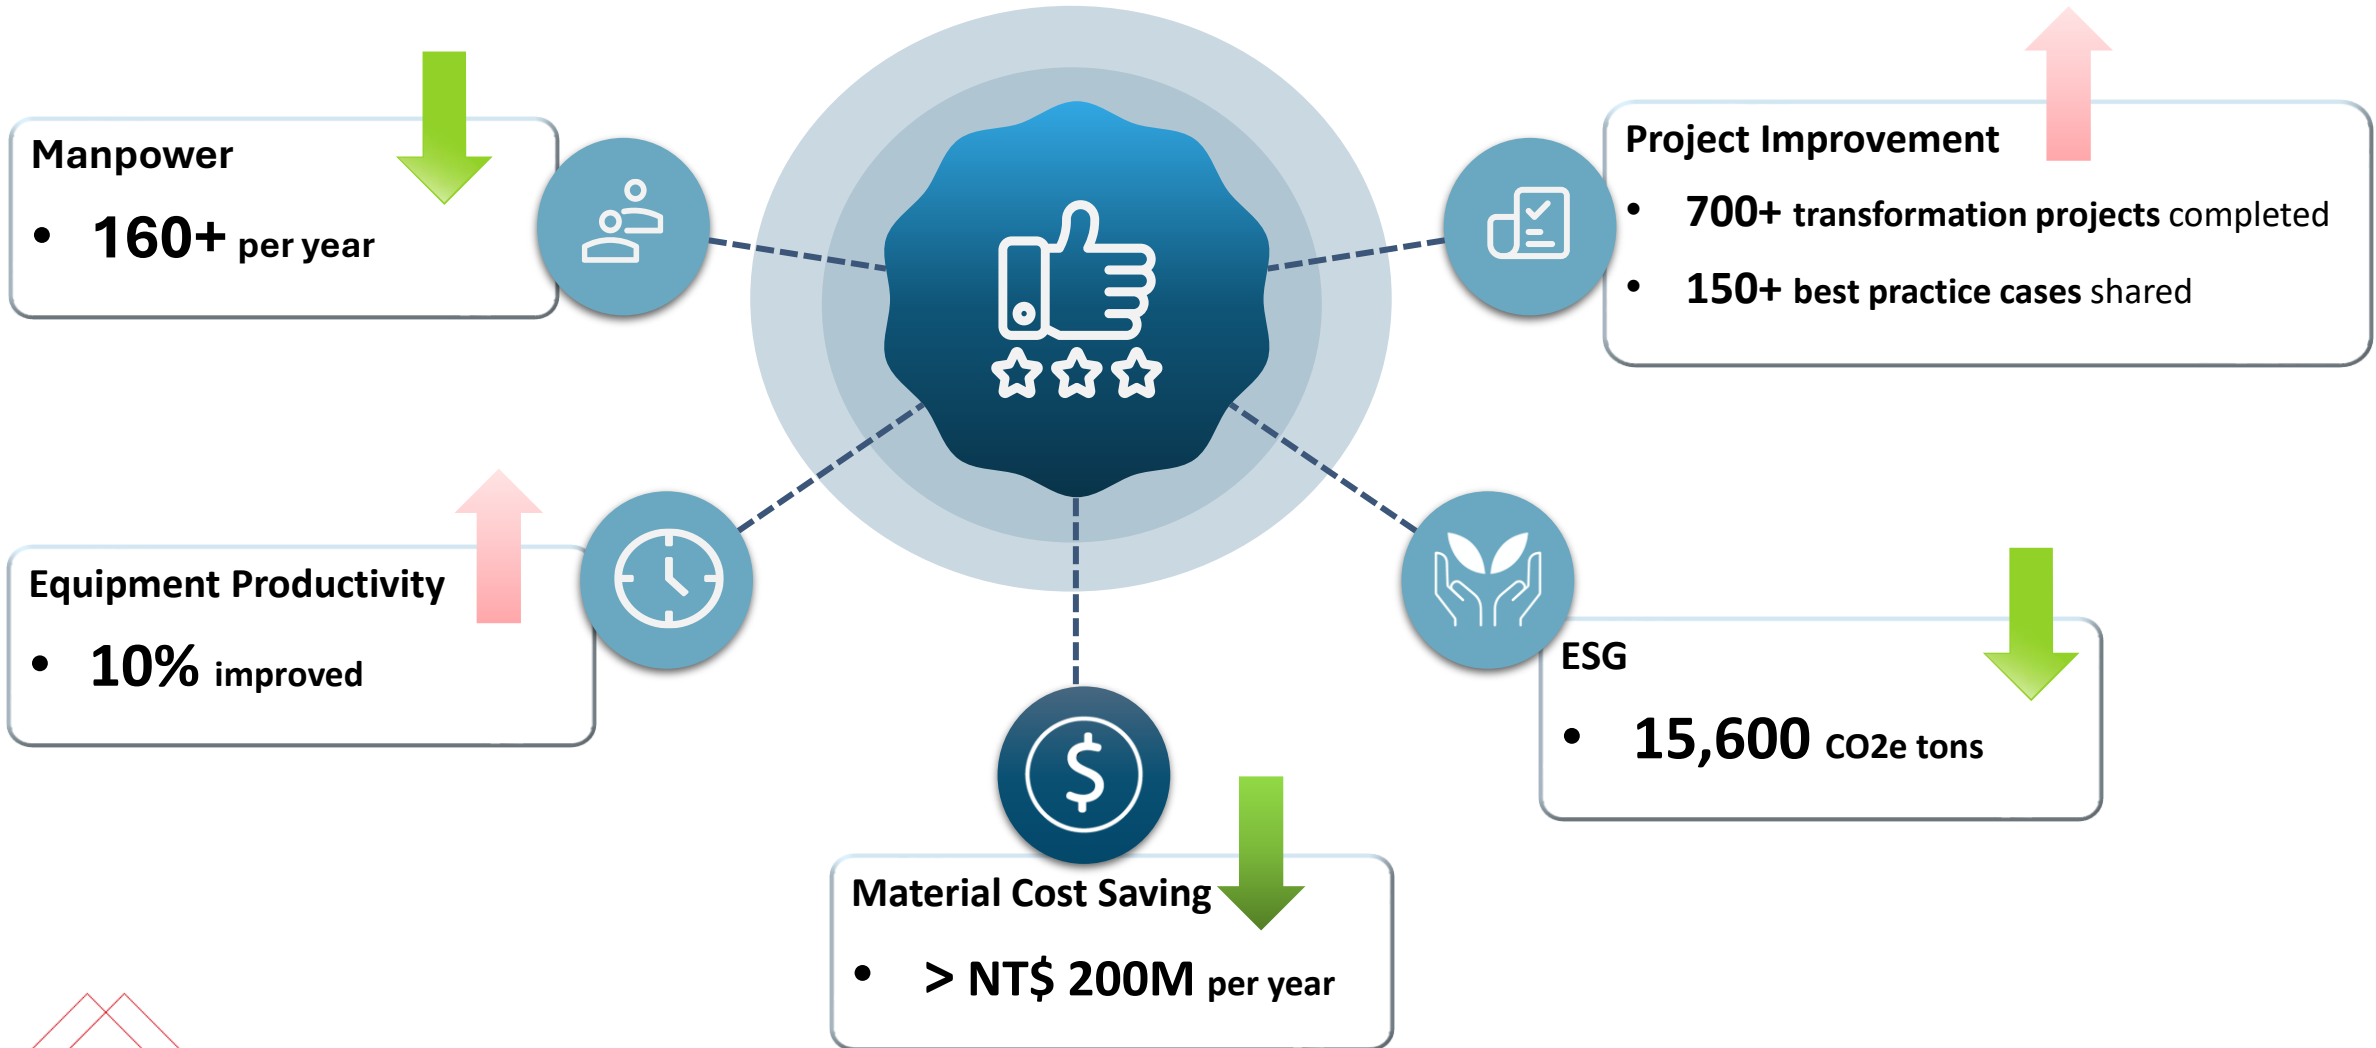 Manpower
• 160+ per year
Project Improvement
• 700+ transformation projects completed
• 150+ best practice cases shared
Equipment Productivity
• 10% improved
ESG
• 15,600 CO2e tons
$
Material Cost Saving
• > NT$ 200M per year